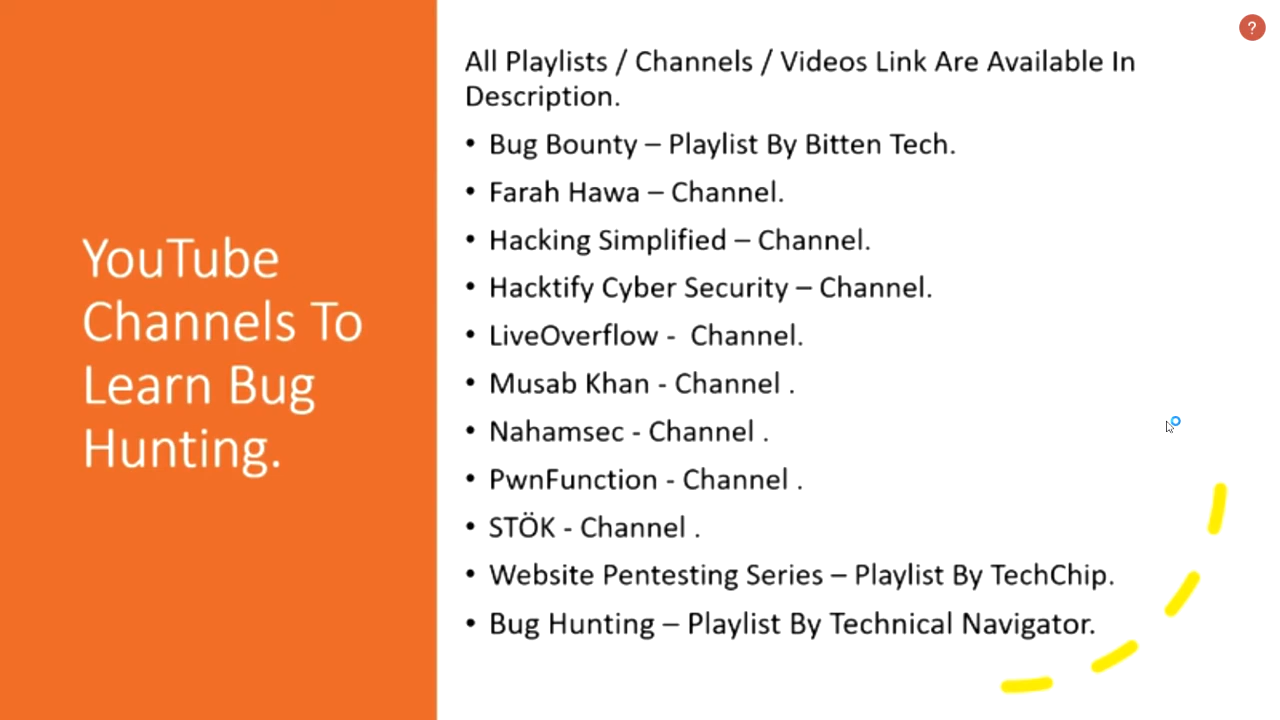 YouTube
Channels To
Learn Bug
Hunting.
All Playlists / Channels / Videos Link Are Available In
Description.
• Bug Bounty – Playlist By Bitten Tech.
• Farah Hawa – Channel.
• Hacking Simplified – Channel.
• Hacktify Cyber Security – Channel.
• LiveOverflow -  Channel.
• Musab Khan - Channel .
• Nahamsec - Channel .
• PwnFunction - Channel .
• STÖK - Channel .
• Website Pentesting Series – Playlist By TechChip.
• Bug Hunting – Playlist By Technical Navigator.
?